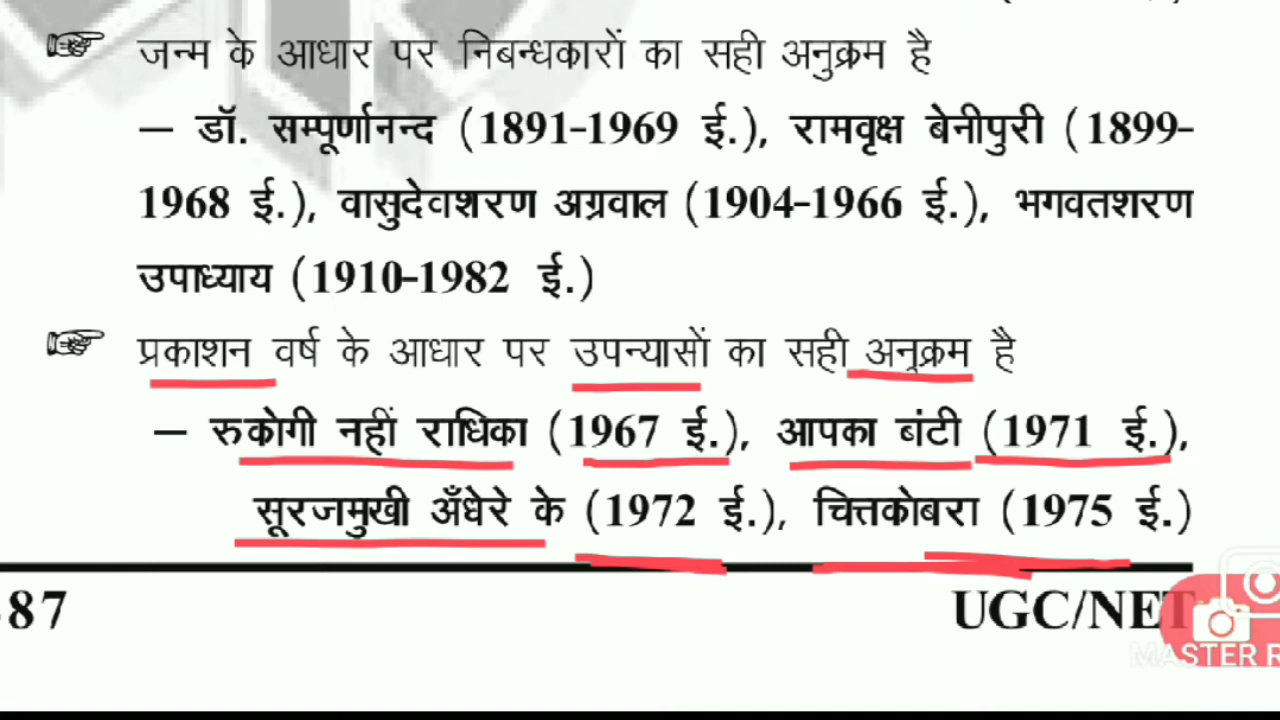 जन्म के आधार पर निबन्धकारों का सही अनुक्रम है
– डॉ. सम्पूर्णानन्द (1891-1969 ई.), रामवृक्ष बेनीपुरी (1899-
1968 ई.), वासुदेवशरण अग्रवाल (1904-1966 ई.), भगवतशरण
उपाध्याय (1910-1982 ई.)
प्रकाशन वर्ष के आधार पर उपन्यासों का सही अनुक्रम है
– रुकोगी नहीं राधिका (1967 ई.), आपका बंटी (1971 ई.),
सूरजमुखी अँधेरे के (1972 ई.), चित्तकोबरा (1975 ई.)
87 UGC/NET
MASTER R